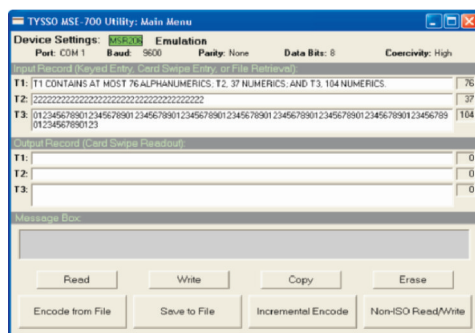 TYSSO MSE-700 Utility: Main Menu
Device Settings: MSR206 Emulation
Port: COM 1 Baud: 9600 Parity: None Data Bits: 8 Coercivity: High
Input Record (Keyed Entry, Card Swipe Entry, or File Retrieval):
T1: T1 CONTAINS AT MOST 76 ALPHANUMERICS; T2, 37 NUMERICS; AND T3, 104 NUMERICS. 76
T2: 2222222222222222222222222222222222222 37
T3: 012345678901234567890123456789012345678901234567890123456789012345678901234567890123456789 104
01234567890123
Output Record (Card Swipe Readout):
T1: 0
T2: 0
T3: 0
Message Box:
Read Write Copy Erase
Encode from File Save to File Incremental Encode Non-ISO Read/Write